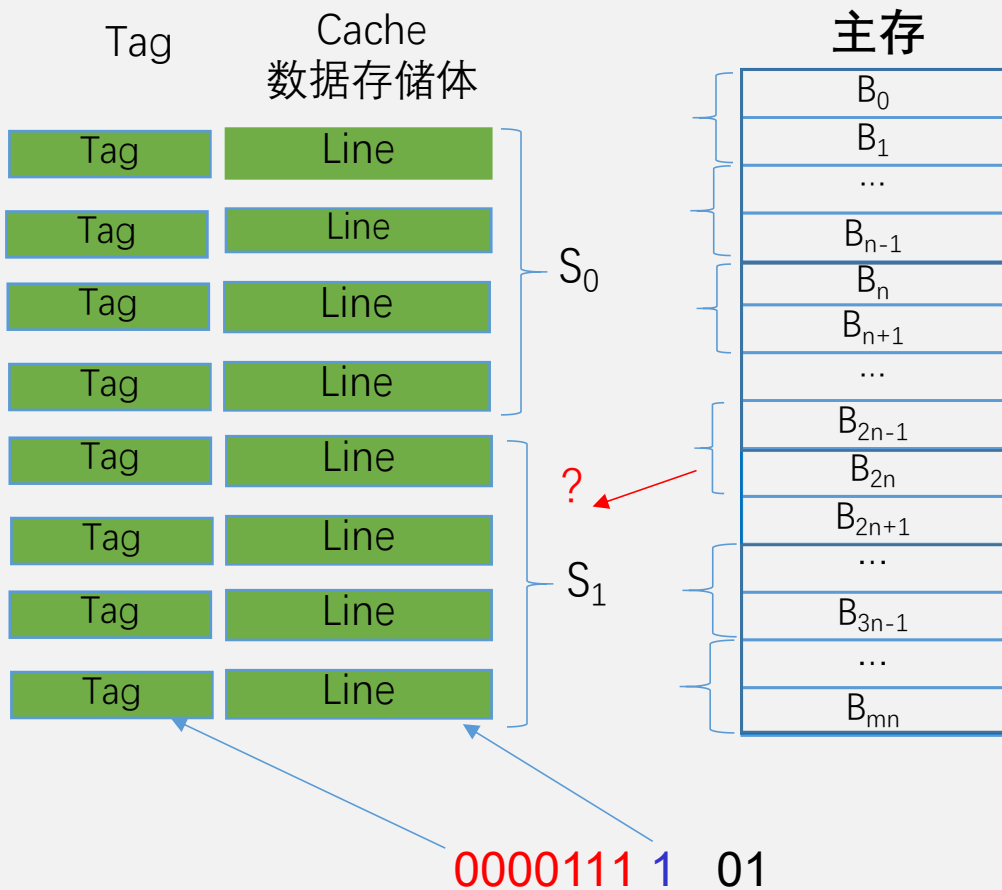 Tag
Cache
数据存储体
主存
Tag Line
Tag Line
Tag Line
Tag Line
Tag Line
Tag Line
Tag Line
Tag Line
S0
S1
?
B0
B1
...
Bn-1
Bn
Bn+1
...
B2n-1
B2n
B2n+1
...
B3n-1
...
Bmn
0000111 1 01